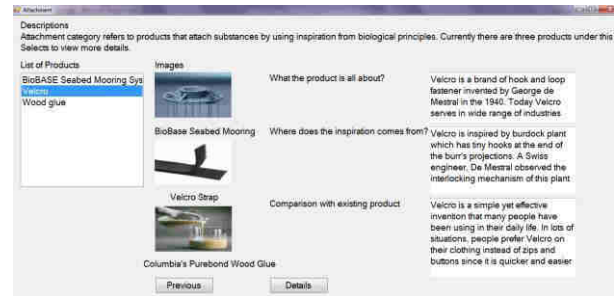 Attachment
Descriptions
Attachment category refers to products that attach substances by using inspiration from biological principles. Currently there are three products under this
Selects to view more details.
List of Products
BioBASE Seabed Mooring Sys
Velcro
Wood glue
Images
BioBase Seabed Mooring
Velcro Strap
Columbia's Purebond Wood Glue
What the product is all about?
Velcro is a brand of hook and loop
fastener invented by George de
Mestral in the 1940. Today Velcro
serves in wide range of industries
Where does the inspiration comes from?
Velcro is inspired by burdock plant
which has tiny hooks at the end of
the burr's projections. A Swiss
engineer, De Mestral observed the
interlocking mechanism of this plant
Comparison with existing product
Velcro is a simple yet effective
invention that many people have
been using in their daily life. In lots of
situations, people prefer Velcro on
their clothing instead of zips and
buttons since it is quicker and easier
Previous
Details